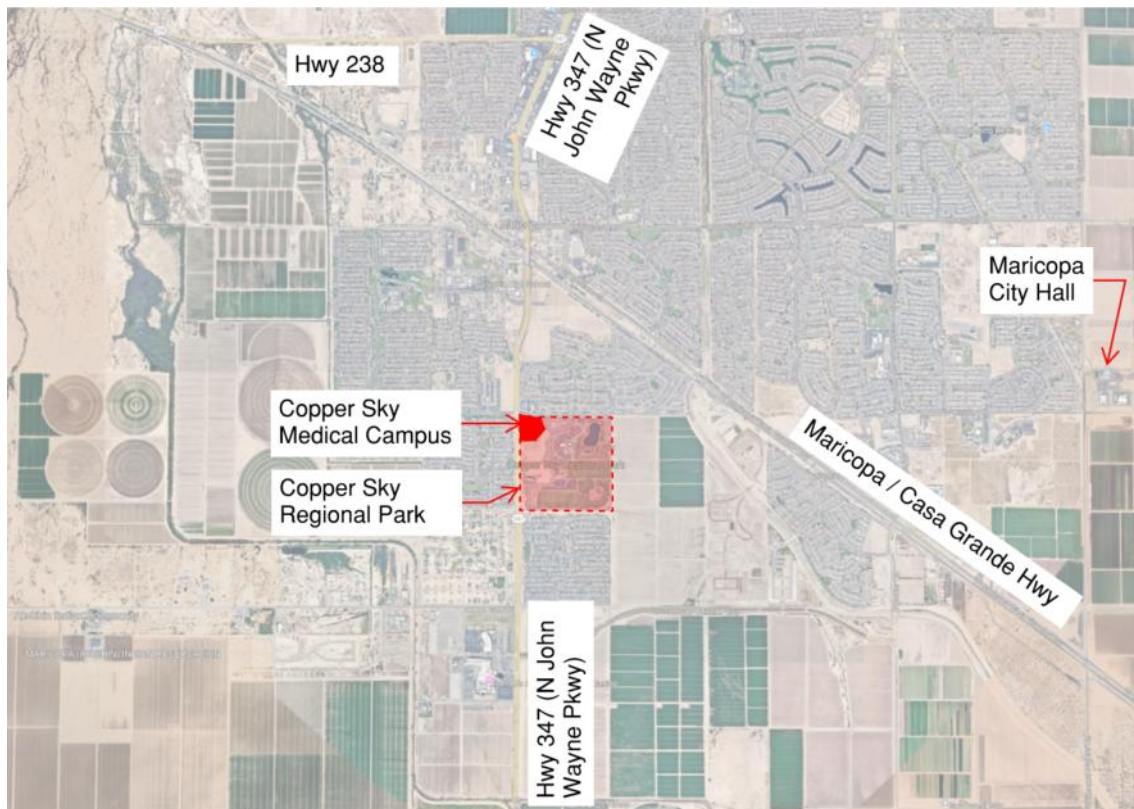 Hwy 238
Hwy 347 (N
John Wayne
Pkwy)
Maricopa
City Hall
Copper Sky
Medical Campus
Copper Sky
Regional Park
Maricopa / Casa Grande Hwy
Hwy 347 (N John
Wayne Pkwy)